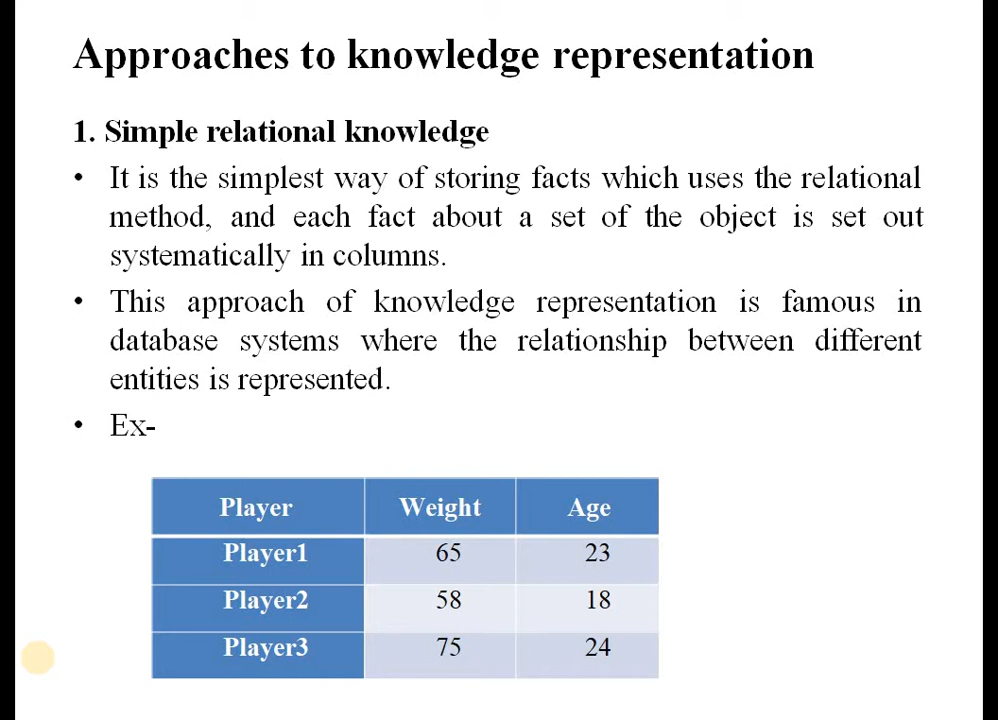 Approaches to knowledge representation
1. Simple relational knowledge
• It is the simplest way of storing facts which uses the relational
method, and each fact about a set of the object is set out
systematically in columns.
• This approach of knowledge representation is famous in
database systems where the relationship between different
entities is represented.
• Ex-
Player Weight Age
Player1 65 23
Player2 58 18
Player3 75 24